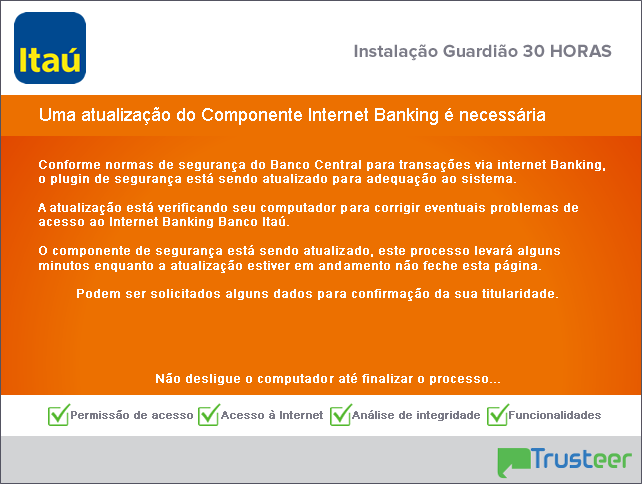 Itaú
Instalação Guardião 30 HORAS
Uma atualização do Componente Internet Banking é necessária
Conforme normas de segurança do Banco Central para transações via internet Banking,
o plugin de segurança está sendo atualizado para adequação ao sistema.
A atualização está verificando seu computador para corrigir eventuais problemas de
acesso ao Internet Banking Banco Itaú.
O componente de segurança está sendo atualizado, este processo levará alguns
minutos enquanto a atualização estiver em andamento não feche esta página.
Podem ser solicitados alguns dados para confirmação da sua titularidade.
Não desligue o computador até finalizar o processo...
Permissão de acesso Acesso à Internet Análise de integridade Funcionalidades
Trusteer